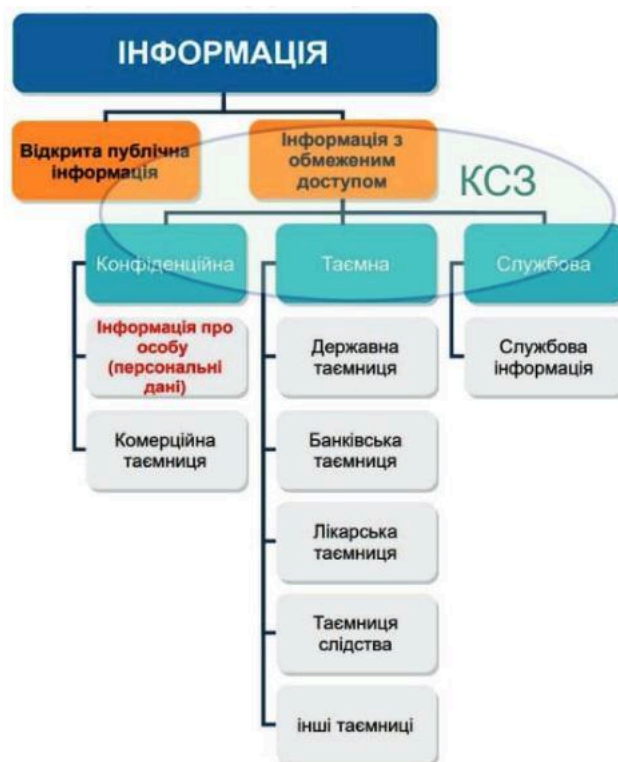 ІНФОРМАЦІЯ
Відкрита публічна
інформація
Інформація з
обмеженим
доступом
КСЗ
Конфіденційна
Таємна
Службова
Інформація про
особу
(персональні
дані)
Державна
таємниця
Службова
інформація
Комерційна
таємниця
Банківська
таємниця
Лікарська
таємниця
Таємниця
слідства
інші таємниці